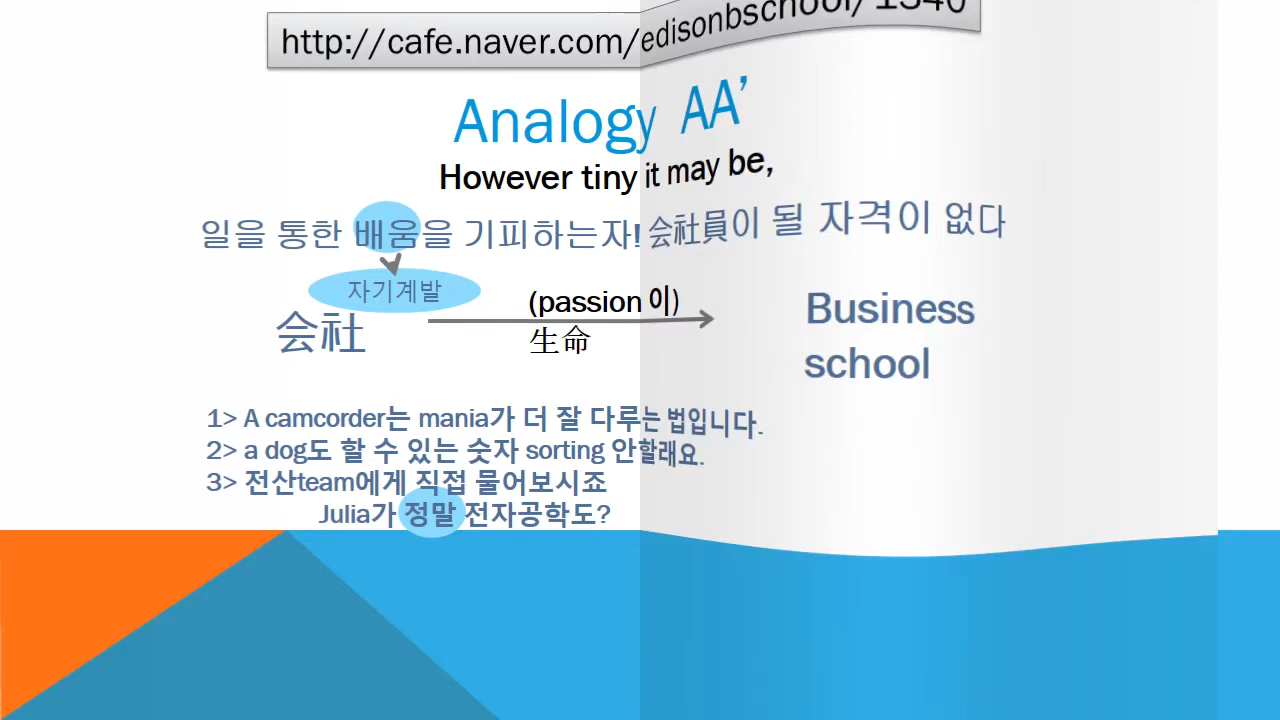 http://cafe.naver.com/edisonbschool/1340
Analogy AA’
However tiny it may be,
일을 통한 배움을 기피하는자! 会社員이 될 자격이 없다
자기계발
会社
(passion 이)
生命
Business
school
1> A camcorder는 mania가 더 잘 다루는 법입니다.
2> a dog도 할 수 있는 숫자 sorting 안할래요.
3> 전산team에게 직접 물어보시죠
Julia가 정말 전자공학도?